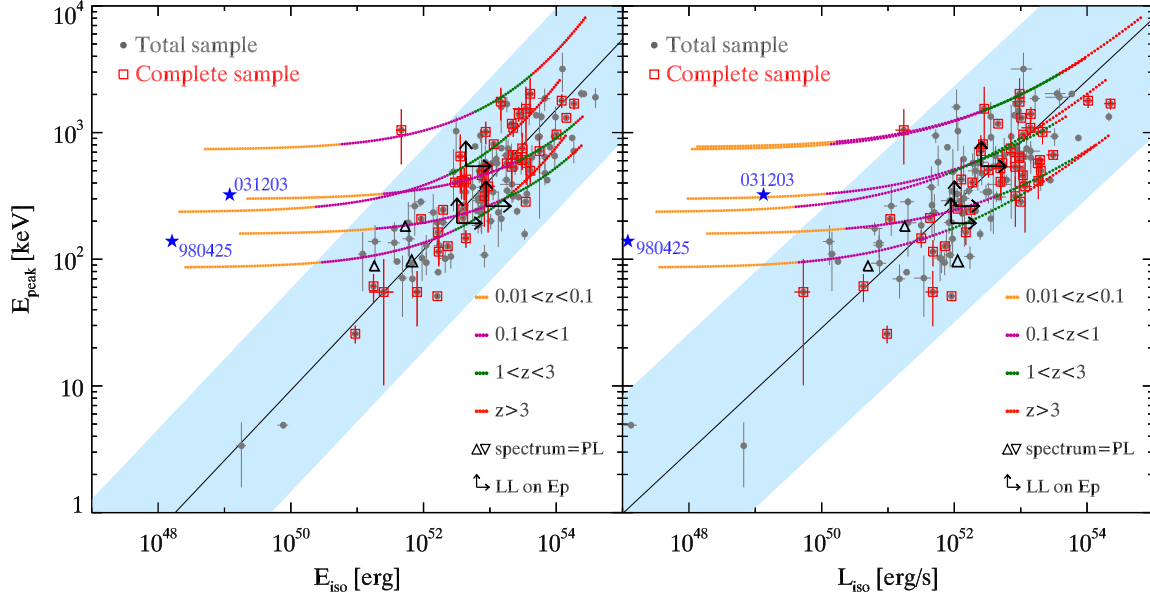 10^4
10^3
10^2
10
1
E_peak [keV]
Total sample
Complete sample
031203
980425
0.01<z<0.1
0.1<z<1
1<z<3
z>3
spectrum=PL
LL on Ep
10^48 10^50 10^52 10^54
E_iso [erg]
Total sample
Complete sample
031203
980425
0.01<z<0.1
0.1<z<1
1<z<3
z>3
spectrum=PL
LL on Ep
10^48 10^50 10^52 10^54
L_iso [erg/s]